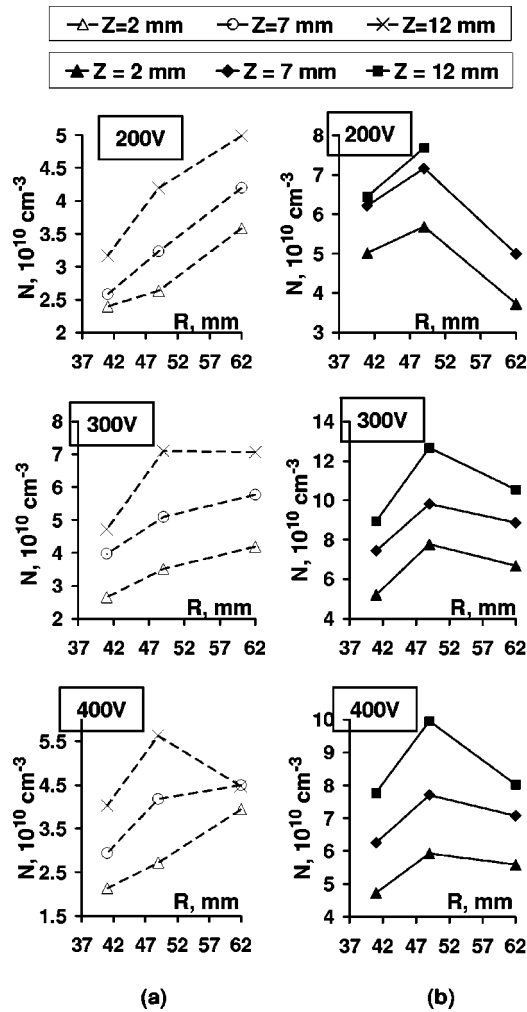 Z=2 mm Z=7 mm Z=12 mm
Z = 2 mm Z = 7 mm Z = 12 mm
200V
N, 10^10 cm^-3
5
4.5
4
3.5
3
2.5
2
R, mm
37 42 47 52 57 62
200V
N, 10^10 cm^-3
8
7
6
5
4
3
R, mm
37 42 47 52 57 62
300V
N, 10^10 cm^-3
8
7
6
5
4
3
2
R, mm
37 42 47 52 57 62
300V
N, 10^10 cm^-3
14
12
10
8
6
4
R, mm
37 42 47 52 57 62
400V
N, 10^10 cm^-3
5.5
4.5
3.5
2.5
1.5
R, mm
37 42 47 52 57 62
400V
N, 10^10 cm^-3
10
9
8
7
6
5
4
R, mm
37 42 47 52 57 62
(a) (b)